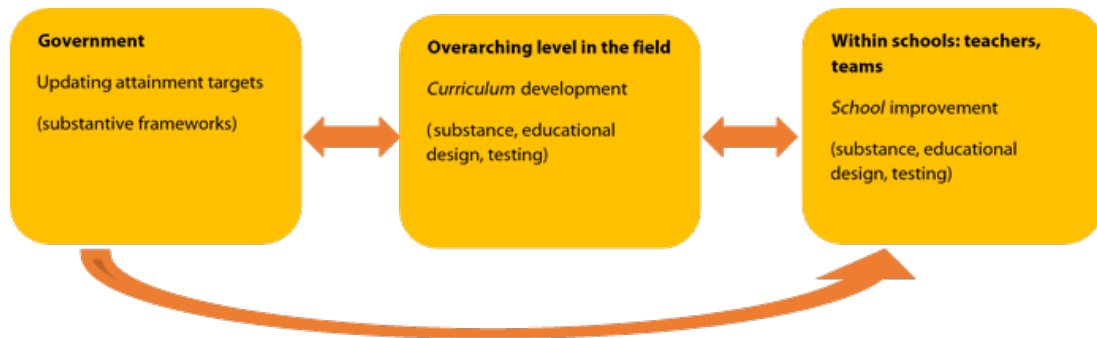 Government
Updating attainment targets
(substantive frameworks)
Overarching level in the field
Curriculum development
(substance, educational
design, testing)
Within schools: teachers,
teams
School improvement
(substance, educational
design, testing)